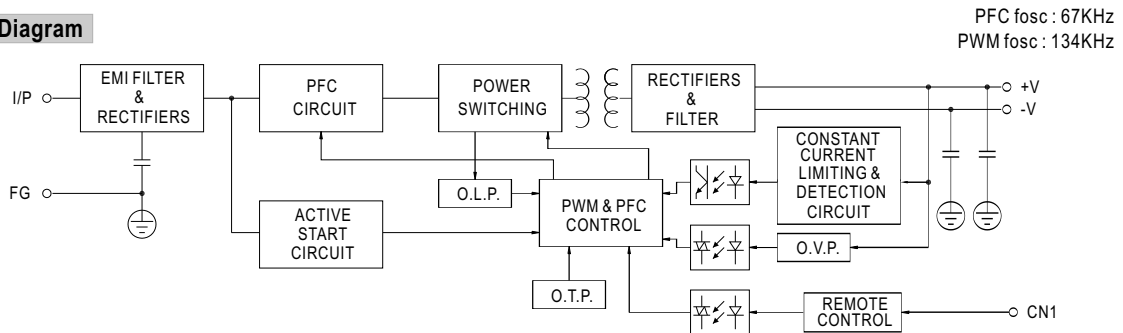 Diagram
PFC fosc : 67KHz
PWM fosc : 134KHz
I/P
EMI FILTER
&
RECTIFIERS
PFC
CIRCUIT
POWER
SWITCHING
RECTIFIERS
&
FILTER
+V
-V
FG
ACTIVE
START
CIRCUIT
O.L.P.
PWM & PFC
CONTROL
O.T.P.
CONSTANT
CURRENT
LIMITING &
DETECTION
CIRCUIT
O.V.P.
REMOTE
CONTROL
CN1